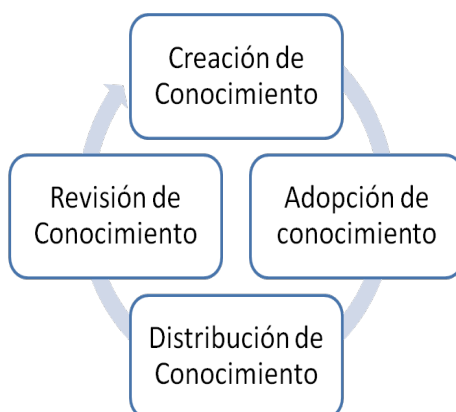 Creación de
Conocimiento
Adopción de
conocimiento
Distribución de
Conocimiento
Revisión de
Conocimiento